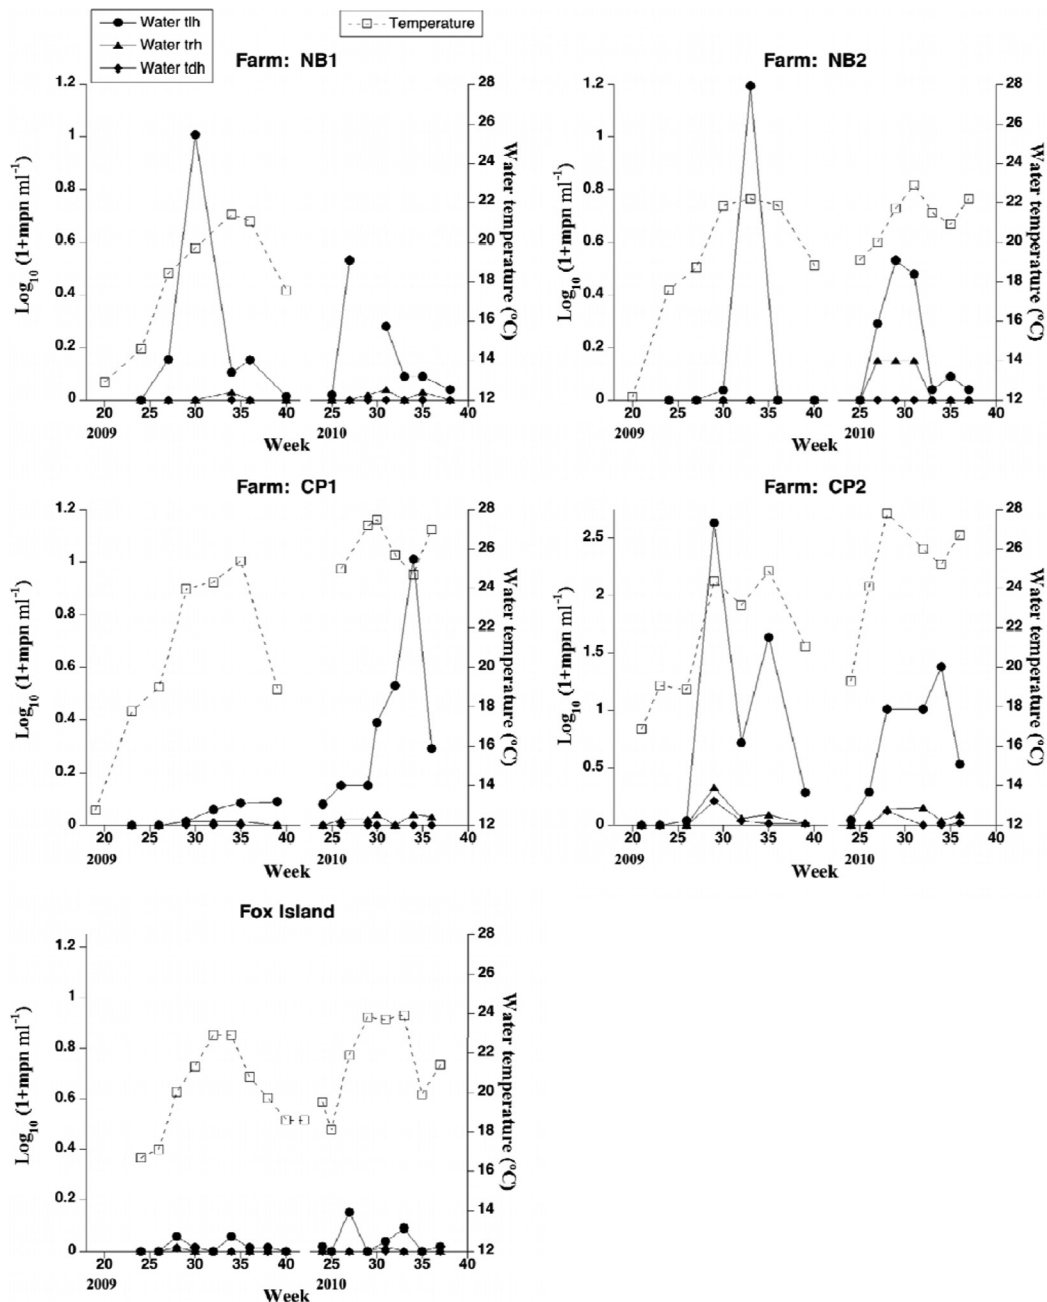 Water tlh
Water trh
Water tdh
Temperature
Farm: NB1
Log10 (1+mpn ml-1)
1.2
1
0.8
0.6
0.4
0.2
0
28
26
24
22
20
18
16
14
12
Water temperature (°C)
20 25 30 35 40 25 30 35 40
2009 2010
Week
Farm: NB2
Log10 (1+mpn ml-1)
1.2
1
0.8
0.6
0.4
0.2
0
28
26
24
22
20
18
16
14
12
Water temperature (°C)
20 25 30 35 40 25 30 35 40
2009 2010
Week
Farm: CP1
Log10 (1+mpn ml-1)
1.2
1
0.8
0.6
0.4
0.2
0
28
26
24
22
20
18
16
14
12
Water temperature (°C)
20 25 30 35 40 25 30 35 40
2009 2010
Week
Farm: CP2
Log10 (1+mpn ml-1)
2.5
2
1.5
1
0.5
0
28
26
24
22
20
18
16
14
12
Water temperature (°C)
20 25 30 35 40 25 30 35 40
2009 2010
Week
Fox Island
Log10 (1+mpn ml-1)
1.2
1
0.8
0.6
0.4
0.2
0
28
26
24
22
20
18
16
14
12
Water temperature (°C)
20 25 30 35 40 25 30 35 40
2009 2010
Week